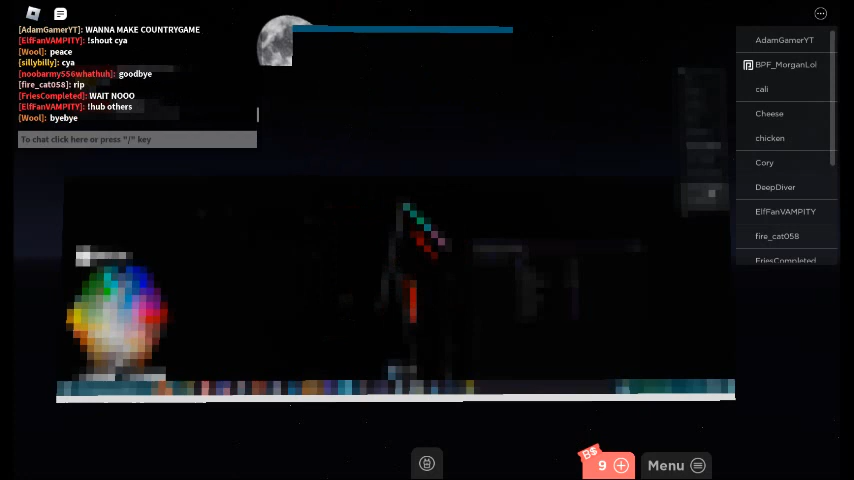 [AdamGamerYT]: WANNA MAKE COUNTRYGAME
[ElfFanVAMPITY]: !shout cya
[Wool]: peace
[sillybilly]: cya
[noobarmy556whathuh]: goodbye
[fire_cat058]: rip
[FriesCompleted]: WAIT NOOO
[ElfFanVAMPITY]: !hub others
[Wool]: byebye
To chat click here or press "/" key
AdamGamerYT
BPF_MorganLoi
cali
Cheese
chicken
Cory
DeepDiver
ElfFanVAMPITY
fire_cat058
FriesCompleted
B$
9
Menu